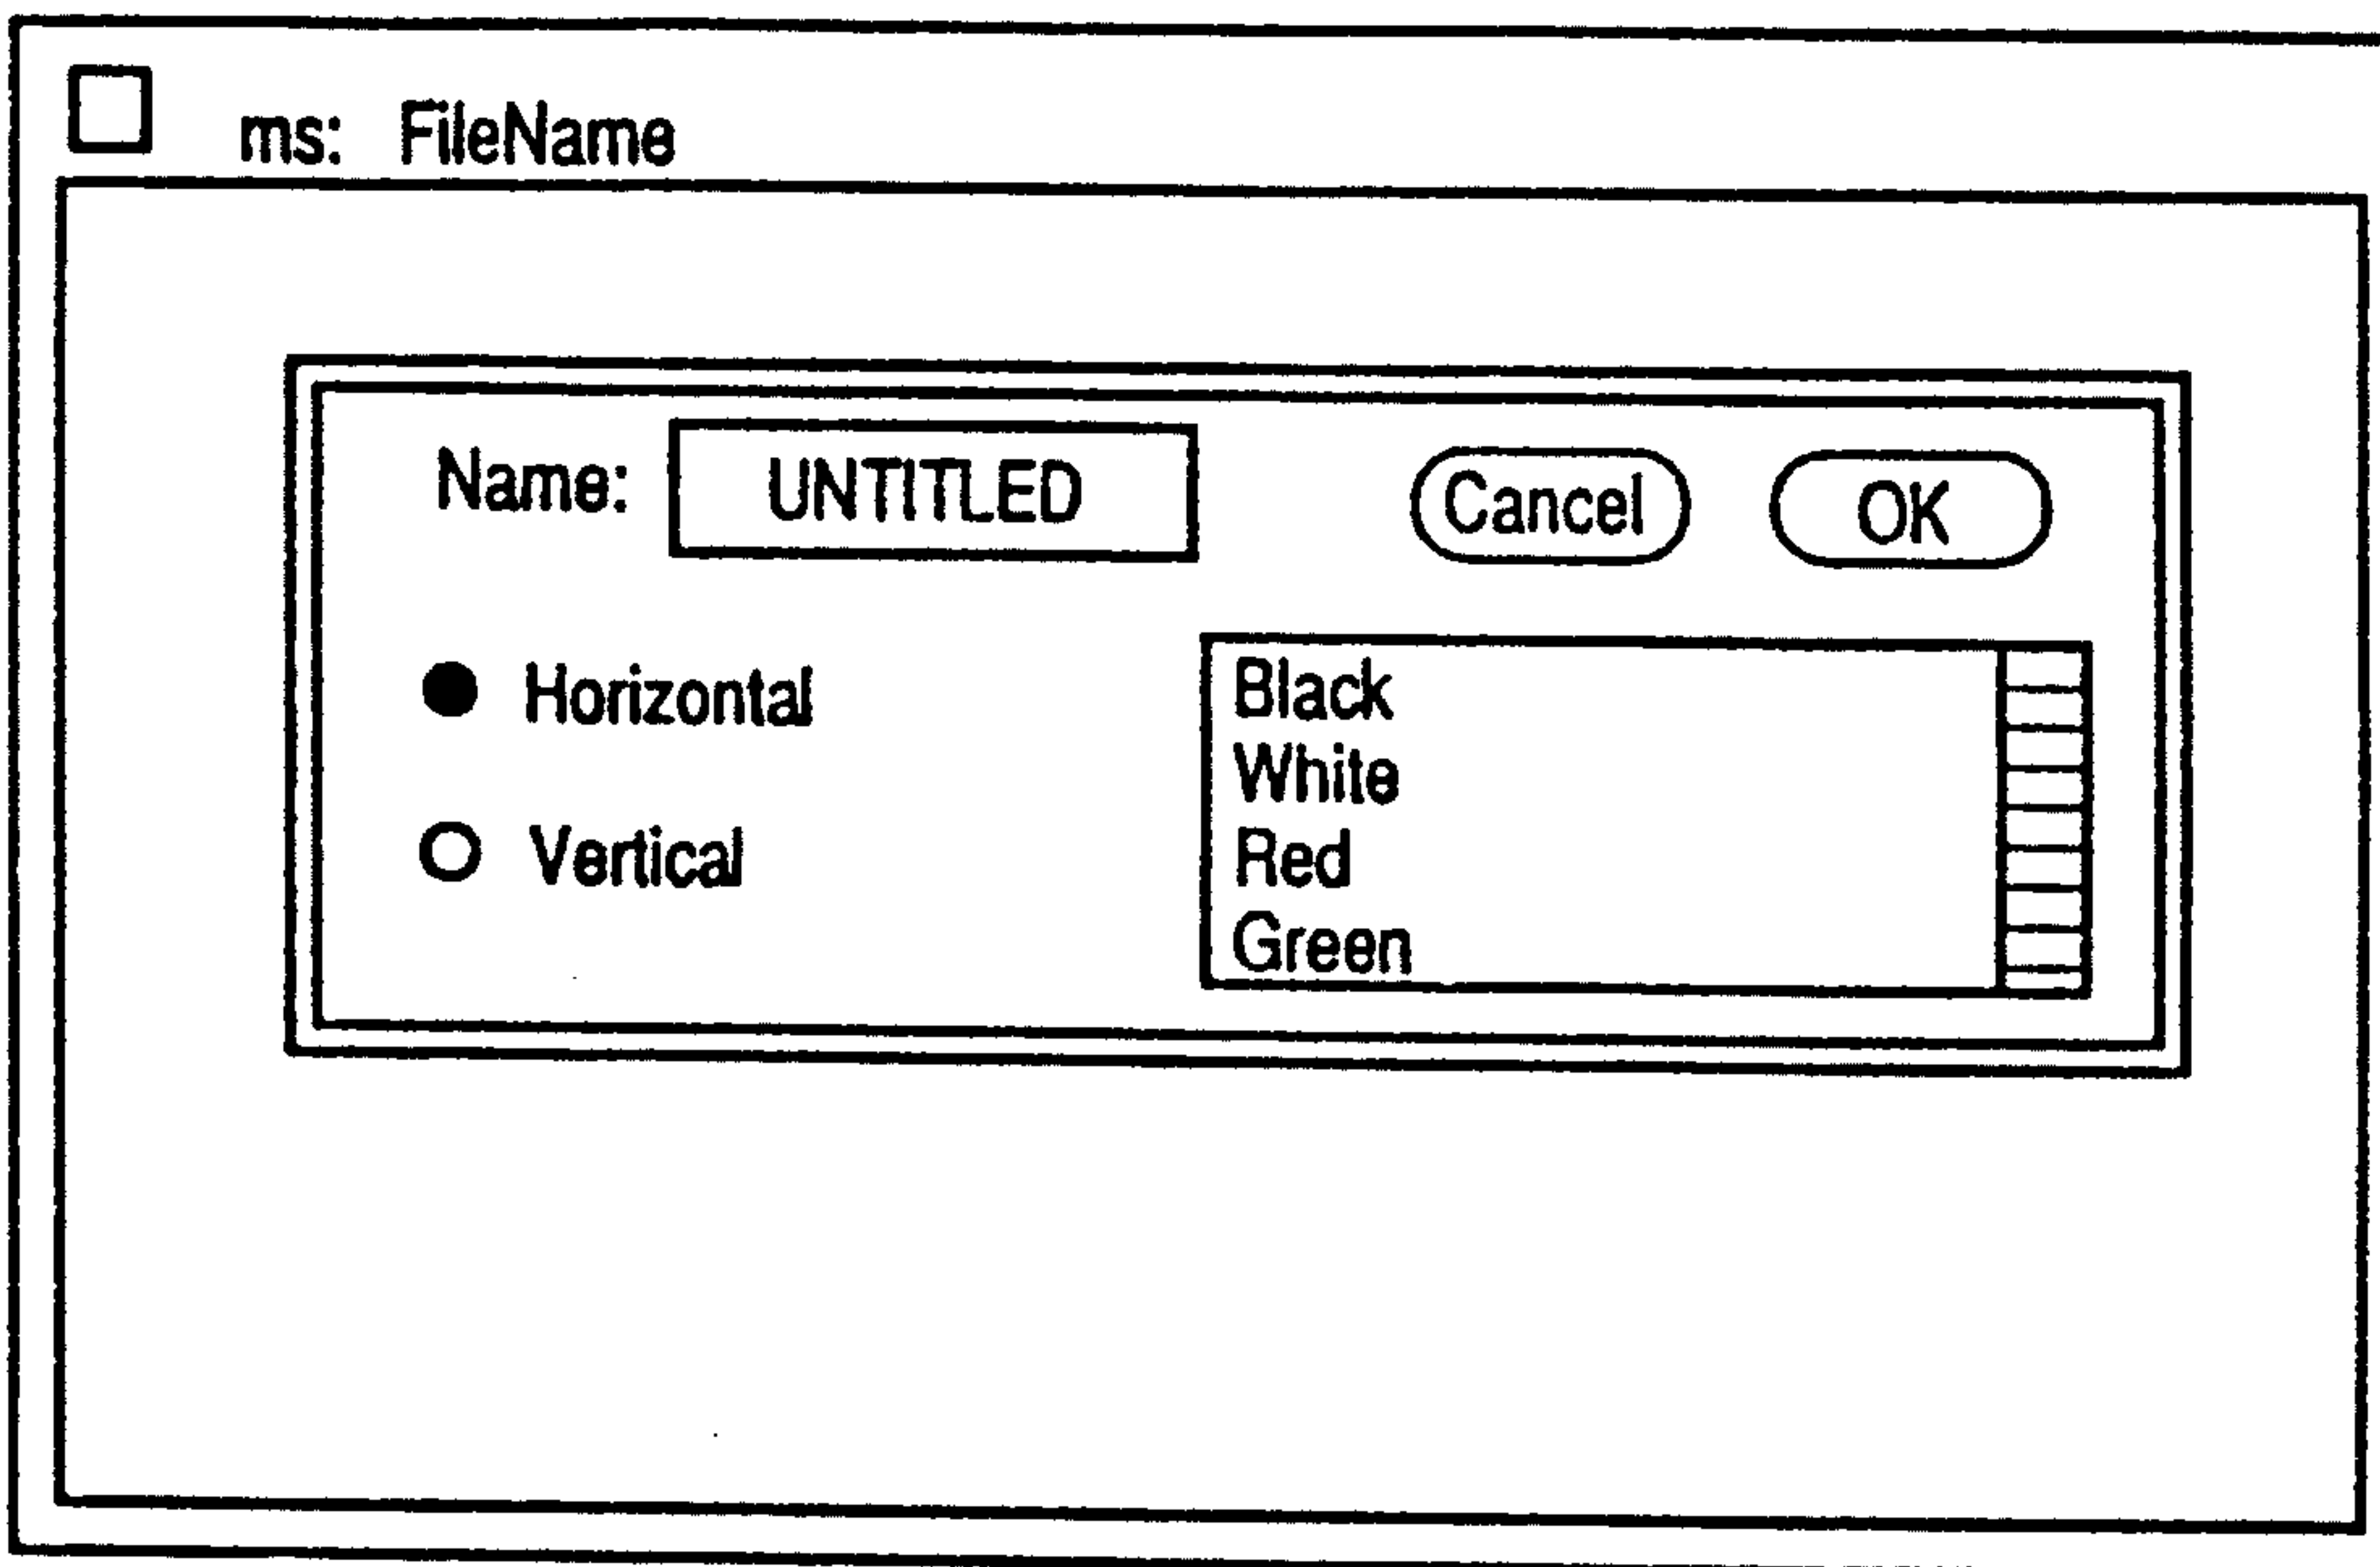 ms: FileName
Name: UNTITLED Cancel OK
Horizontal
Vertical
Black
White
Red
Green